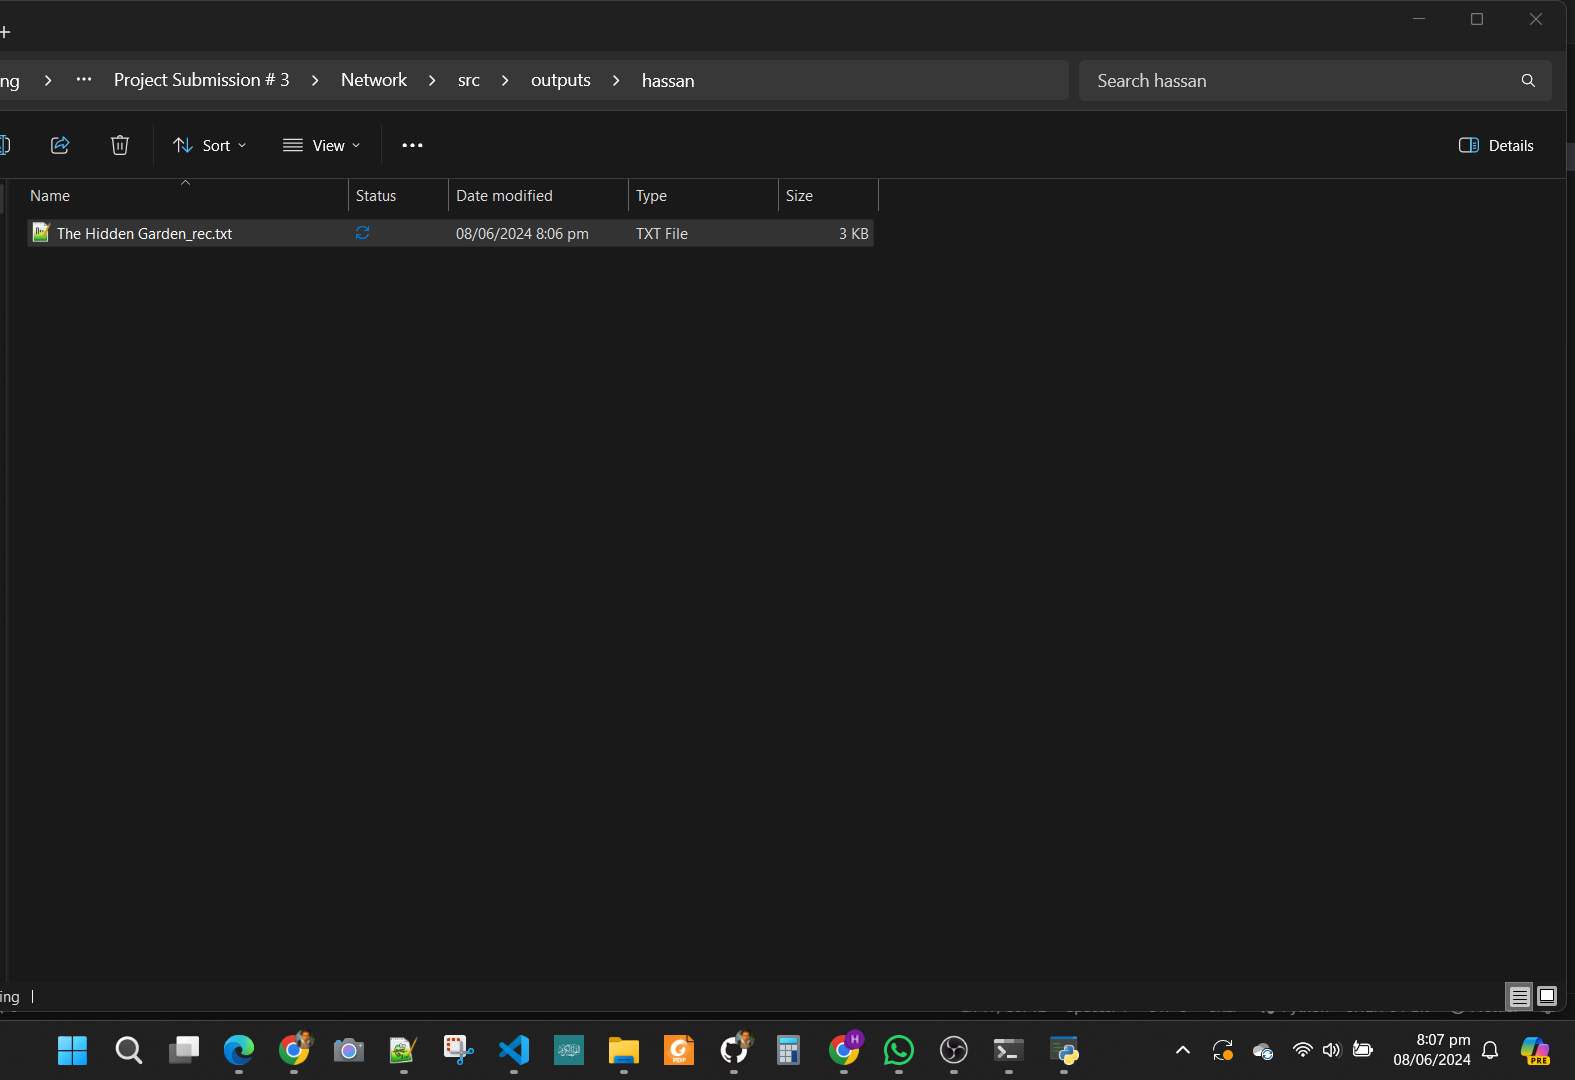 ng > ... Project Submission # 3 > Network > src > outputs > hassan
Search hassan
Sort
View
Details
Name Status Date modified Type Size
The Hidden Garden_rec.txt 08/06/2024 8:06 pm TXT File 3 KB
ing
H
PDF
8:07 pm
08/06/2024
PRE